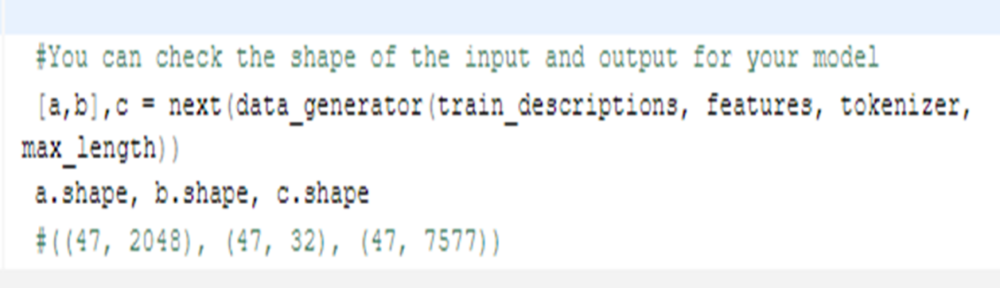 #You can check the shape of the input and output for your model
[a,b],c = next(data_generator(train_descriptions, features, tokenizer,
max_length))
a.shape, b.shape, c.shape
#((47, 2048), (47, 32), (47, 7577))